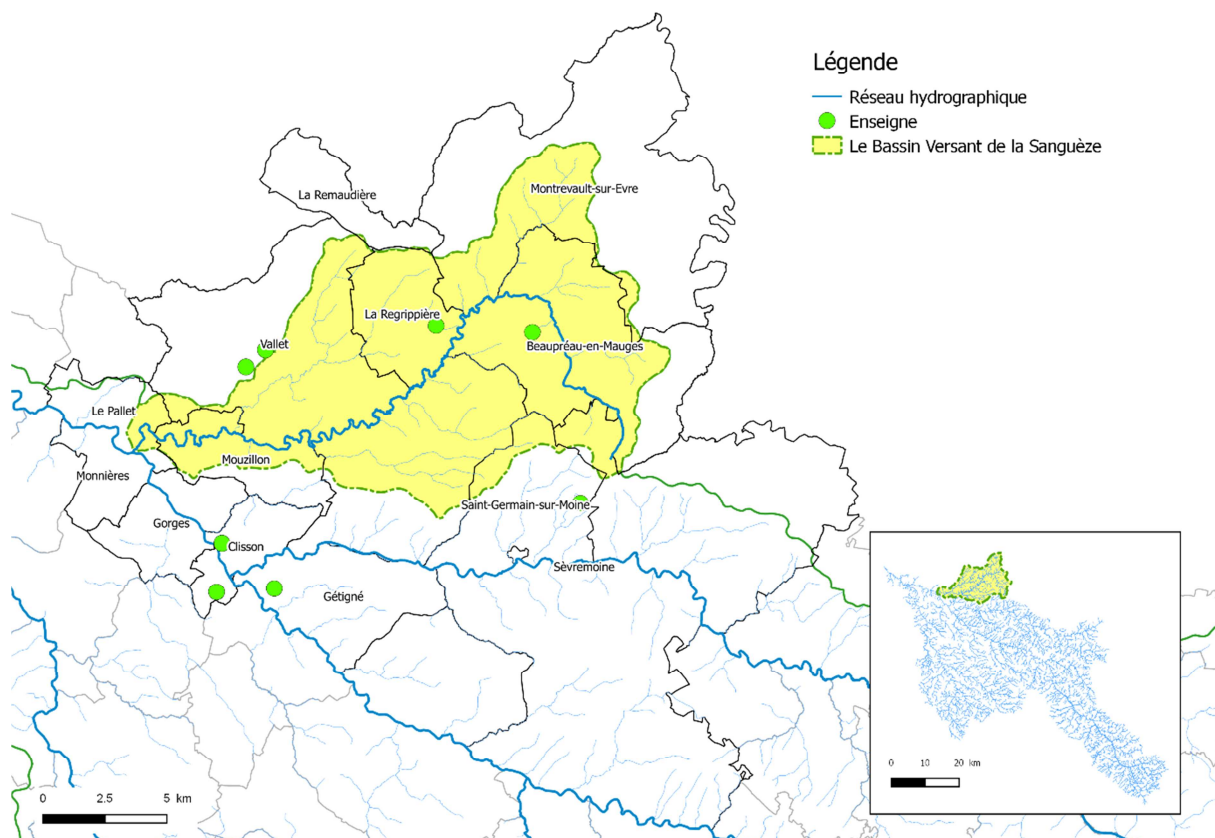 Légende
Réseau hydrographique
Enseigne
Le Bassin Versant de la Sanguèze
La Remaudière
Montrevault-sur-Evre
La Regrippière
Vallet
Beaupréau-en-Mauges
Le Pallet
Mouzillon
Monnières
Saint-Germain-sur-Moine
Gorges
Clisson
Sèvremoine
Gétigné
0 2.5 5 km
0 10 20 km